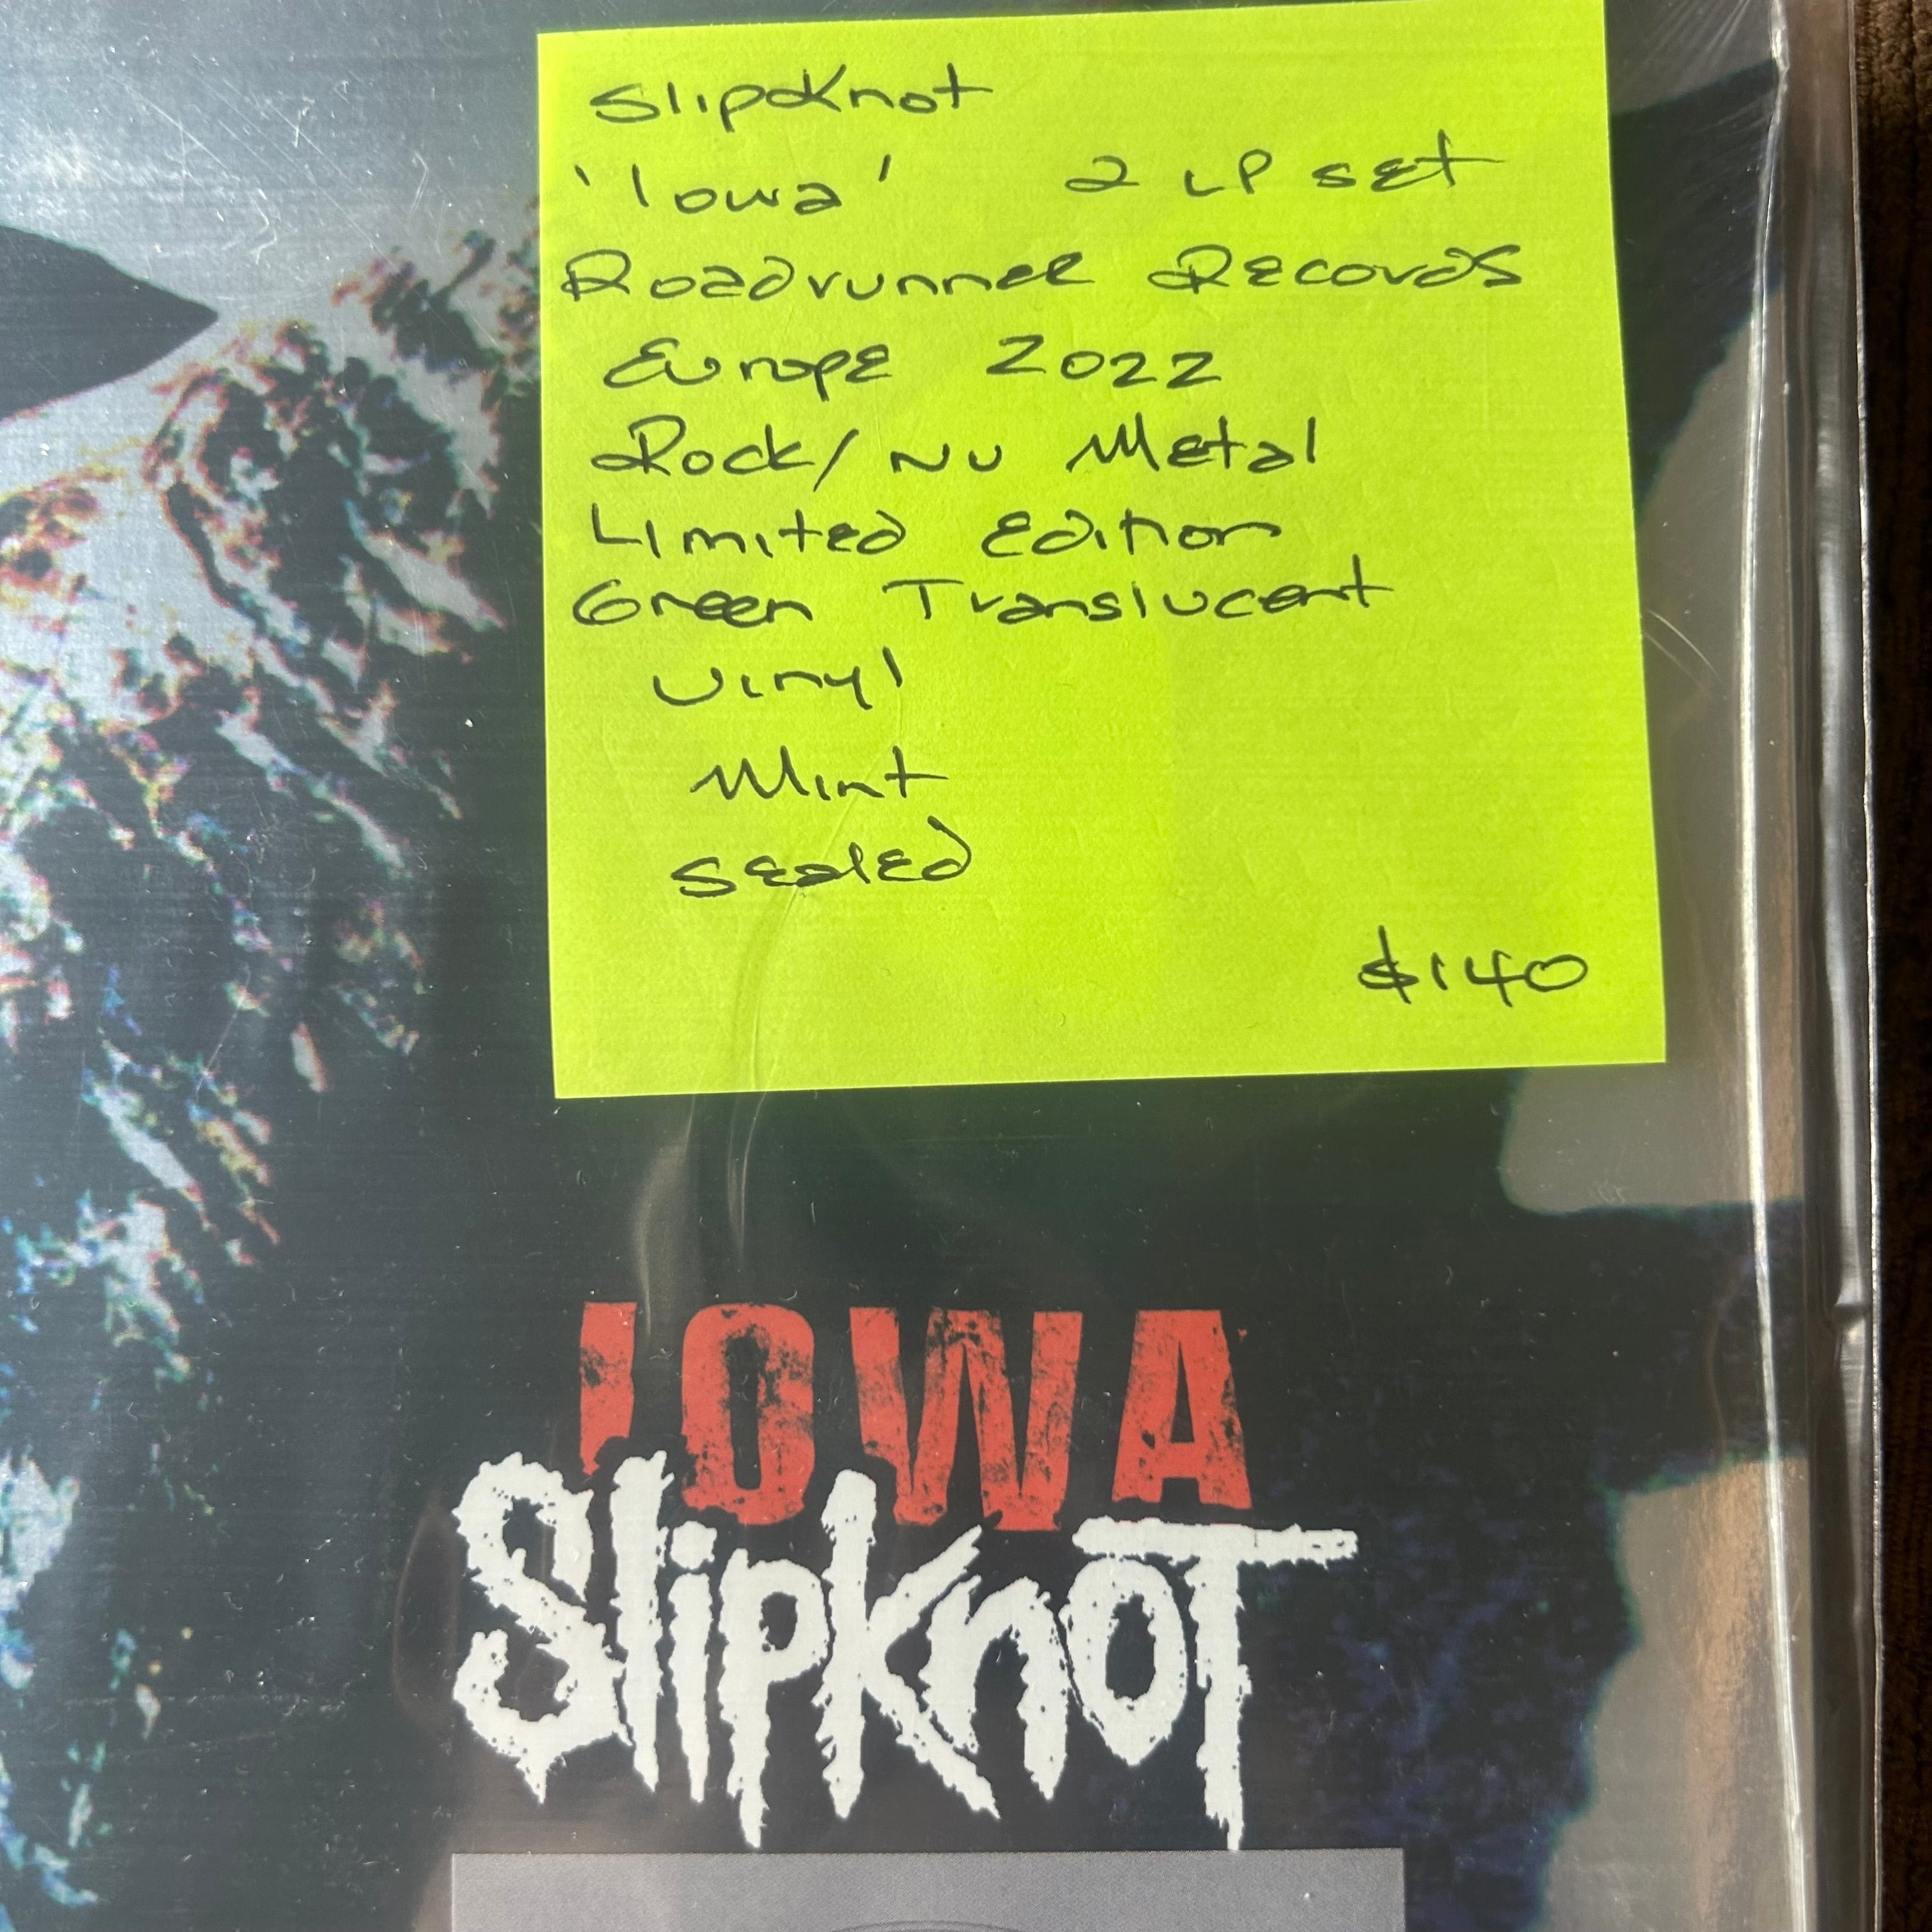 Slipknot
'Iowa' 2 LP set
Roadrunner Records
Europe 2022
Rock/Nu Metal
Limited Edition
Green Translucent
Vinyl
Mint
Sealed
$140
IOWA
Slipknot